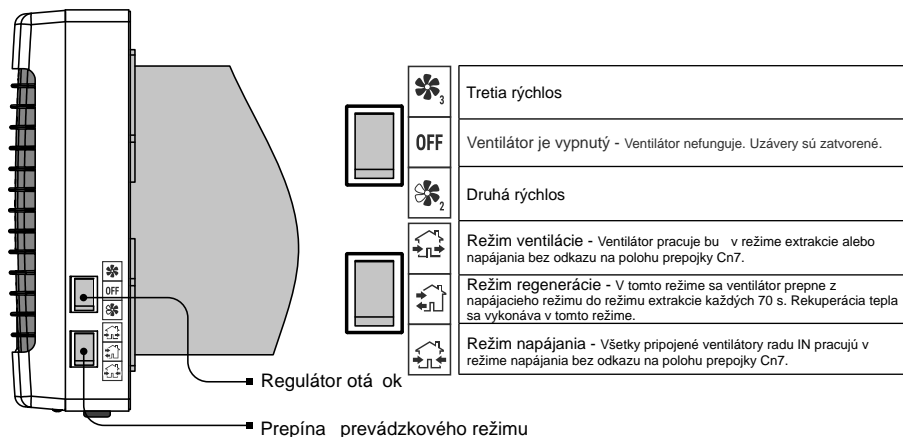 3
Tretia rýchlos
OFF
Ventilátor je vypnutý - Ventilátor nefunguje. Uzávery sú zatvorené.
2
Druhá rýchlos
Režim ventilácie - Ventilátor pracuje bu v režime extrakcie alebo
napájania bez odkazu na polohu prepojky Cn7.
Režim regenerácie - V tomto režime sa ventilátor prepne z
napájacieho režimu do režimu extrakcie každých 70 s. Rekuperácia tepla
sa vykonáva v tomto režime.
Režim napájania - Všetky pripojené ventilátory radu IN pracujú v
režime napájania bez odkazu na polohu prepojky Cn7.
OFF
Regulátor otá ok
Prepína prevádzkového režimu